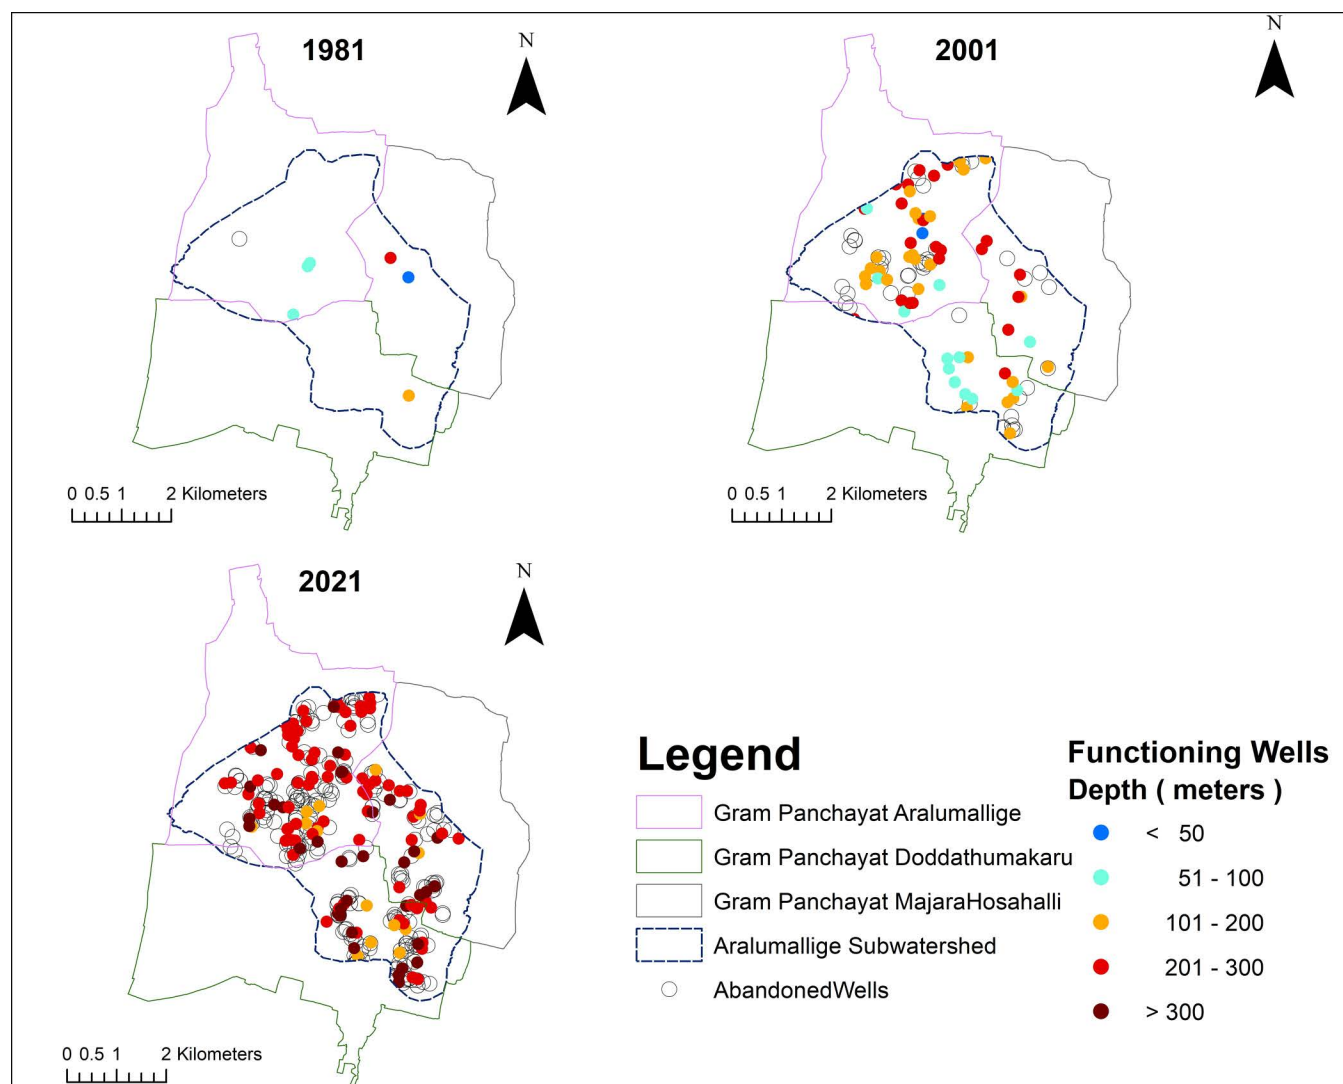 1981
N
0 0.5 1 2 Kilometers
2001
N
0 0.5 1 2 Kilometers
2021
N
0 0.5 1 2 Kilometers
Legend
Gram Panchayat Aralumallige
Gram Panchayat Doddathumakaru
Gram Panchayat MajaraHosahalli
Aralumallige Subwatershed
AbandonedWells
Functioning Wells
Depth ( meters )
< 50
51 - 100
101 - 200
201 - 300
> 300